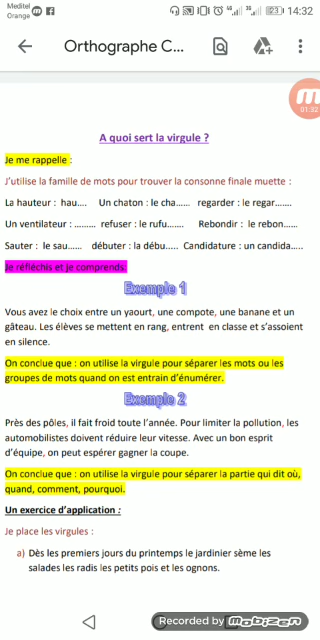 Meditel
Orange
4G
3G
23
14:32
Orthographe C...
01:32
A quoi sert la virgule ?
Je me rappelle :
J'utilise la famille de mots pour trouver la consonne finale muette :
La hauteur : hau.... Un chaton : le cha...... regarder : le regar.......
Un ventilateur : ......... refuser : le rufu....... Rebondir : le rebon......
Sauter : le sau...... débuter : la débu..... Candidature : un candida.....
Je réfléchis et je comprends:
Exemple 1
Vous avez le choix entre un yaourt, une compote, une banane et un
gâteau. Les élèves se mettent en rang, entrent en classe et s'assoient
en silence.
On conclue que : on utilise la virgule pour séparer les mots ou les
groupes de mots quand on est entrain d'énumérer.
Exemple 2
Près des pôles, il fait froid toute l'année. Pour limiter la pollution, les
automobilistes doivent réduire leur vitesse. Avec un bon esprit
d'équipe, on peut espérer gagner la coupe.
On conclue que : on utilise la virgule pour séparer la partie qui dit où,
quand, comment, pourquoi.
Un exercice d'application :
Je place les virgules :
a) Dès les premiers jours du printemps le jardinier sème les
salades les radis les petits pois et les ognons.
Recorded by Mobizen